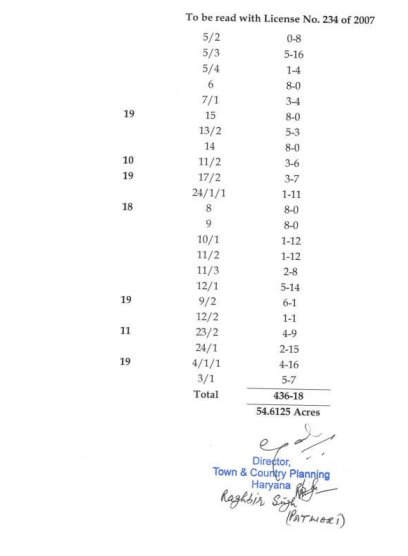 To be read with License No. 234 of 2007
5/2 0-8
5/3 5-16
5/4 1-4
6 8-0
7/1 3-4
19 15 8-0
13/2 5-3
14 8-0
10 11/2 3-6
19 17/2 3-7
24/1/1 1-11
18 8 8-0
9 8-0
10/1 1-12
11/2 1-12
11/3 2-8
12/1 5-14
19 9/2 6-1
12/2 1-1
11 23/2 4-9
24/1 2-15
19 4/1/1 4-16
3/1 5-7
Total 436-18
54.6125 Acres
Director,
Town & Country Planning
Haryana
Raghbir Singh
(PATWARI)